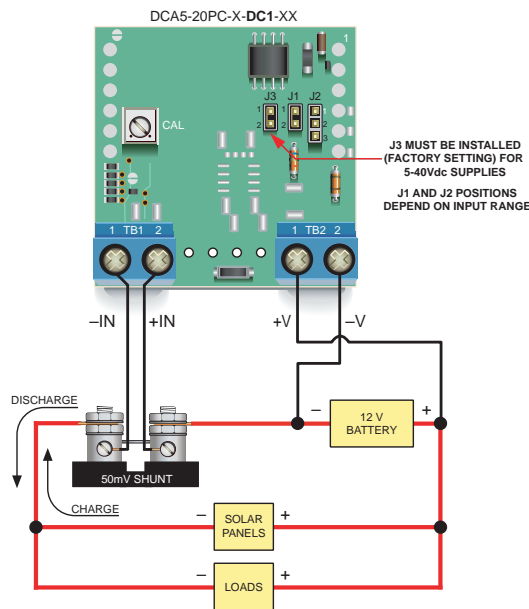 DCA5-20PC-X-DC1-XX
1
J3 J1 J2
1 1 1
2 2 2
3
CAL
J3 MUST BE INSTALLED
(FACTORY SETTING) FOR
5-40Vdc SUPPLIES
J1 AND J2 POSITIONS
DEPEND ON INPUT RANGE
1 TB1 2
1 TB2 2
–IN +IN
+V –V
DISCHARGE
– 12 V BATTERY +
50mV SHUNT
CHARGE
– SOLAR PANELS +
– LOADS +